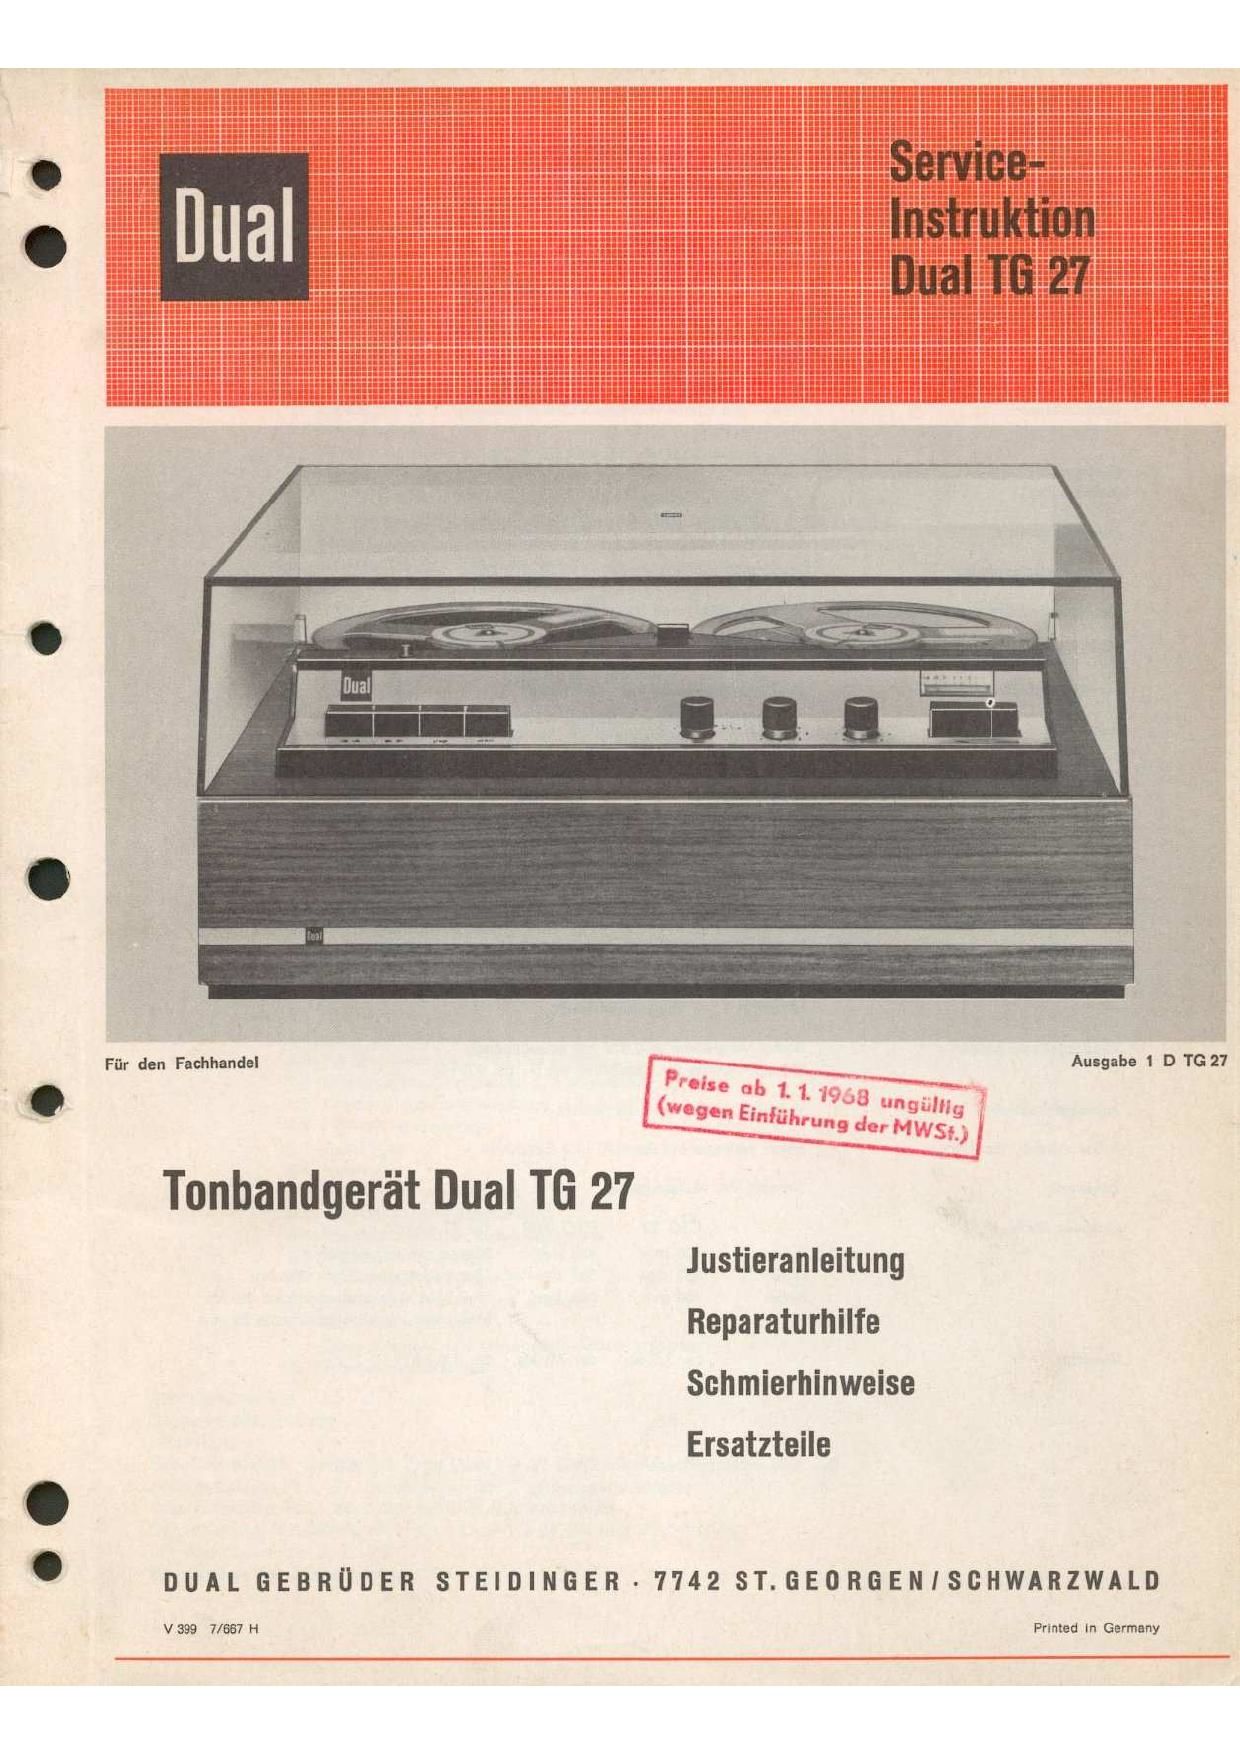 Dual
Service-
Instruktion
Dual TG 27
Dual
Dual
Für den Fachhandel
Ausgabe 1 D TG 27
Preise ab 1. 1. 1968 ungültig
(wegen Einführung der MWSt.)
Tonbandgerät Dual TG 27
Justieranleitung
Reparaturhilfe
Schmierhinweise
Ersatzteile
DUAL GEBRÜDER STEIDINGER · 7742 ST. GEORGEN/SCHWARZWALD
V 399 7/667 H
Printed in Germany